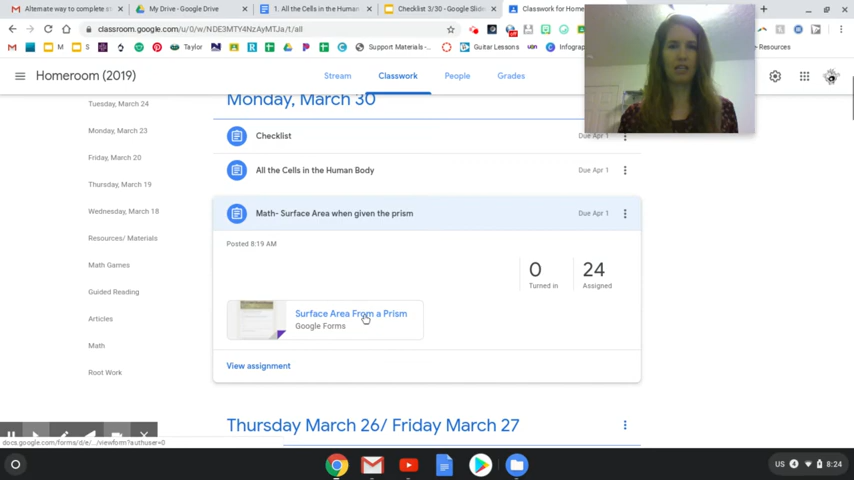 Alternate way to complete s
My Drive - Google Drive
1. All the Cells in the Human
Checklist 3/30 - Google Slide
Classwork for Home
classroom.google.com/u/0/w/NDE3MTY4NzAyMTJa/t/all
M
S
Taylor
Support Materials -
Guitar Lessons
Infograp
Resources
Homeroom (2019)
Stream
Classwork
People
Grades
Tuesday, March 24
Monday, March 23
Friday, March 20
Thursday, March 19
Wednesday, March 18
Resources/ Materials
Math Games
Guided Reading
Articles
Math
Root Work
Monday, March 30
Checklist
Due Apr 1
All the Cells in the Human Body
Due Apr 1
Math- Surface Area when given the prism
Due Apr 1
Posted 8:19 AM
0
Turned in
24
Assigned
Surface Area From a Prism
Google Forms
View assignment
Thursday March 26/ Friday March 27
docs.google.com/forms/d/e/.../viewform?authuser=0
US
4
8:24